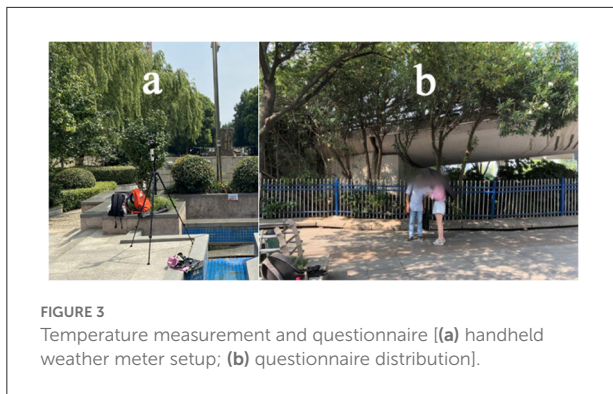 a
b
FIGURE 3
Temperature measurement and questionnaire [(a) handheld
weather meter setup; (b) questionnaire distribution].